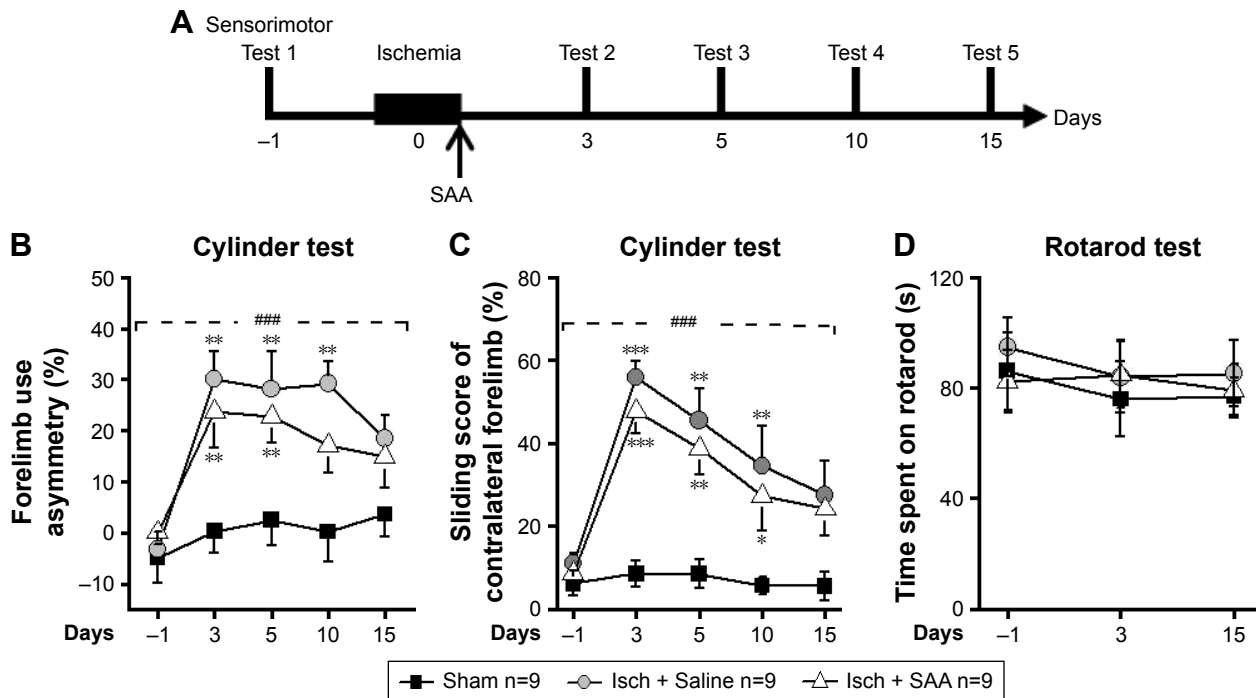 A Sensorimotor
Test 1 Ischemia Test 2 Test 3 Test 4 Test 5
Days
–1 0 3 5 10 15
SAA
B Cylinder test
Forelimb use
asymmetry (%)
50
40
30
20
10
0
–10
###
** ** **
** **
Days –1 3 5 10 15
C Cylinder test
Sliding score of
contralateral forelimb (%)
80
60
40
20
0
###
*** ** **
*** ** *
Days –1 3 5 10 15
D Rotarod test
Time spent on rotarod (s)
120
80
40
0
Days –1 3 15
Sham n=9 Isch + Saline n=9 Isch + SAA n=9